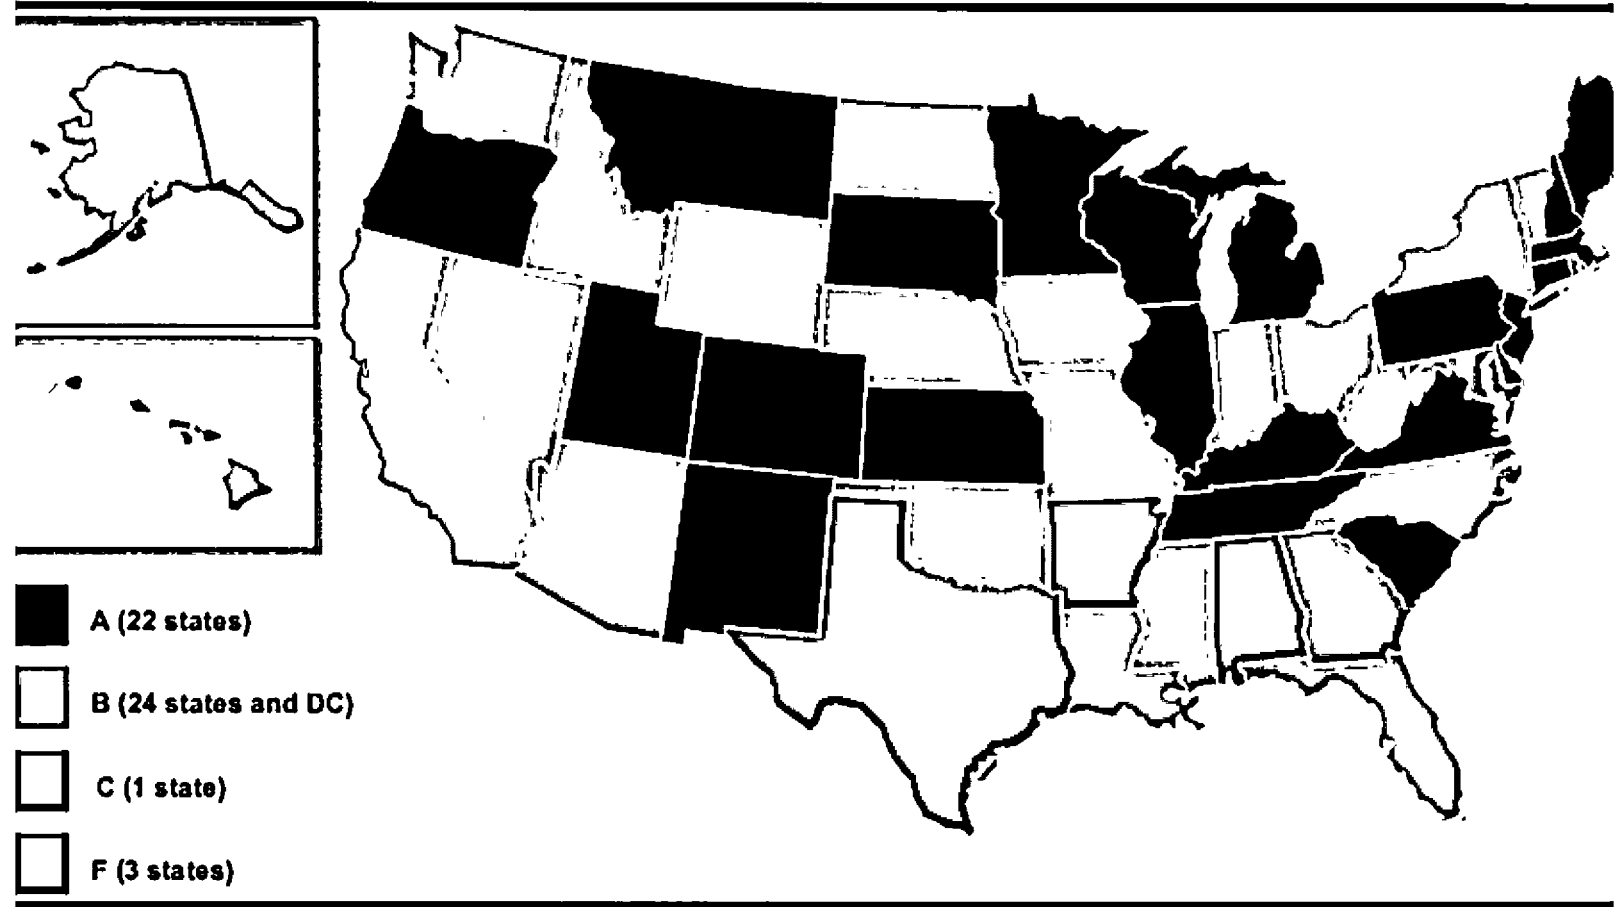 A (22 states)
B (24 states and DC)
C (1 state)
F (3 states)